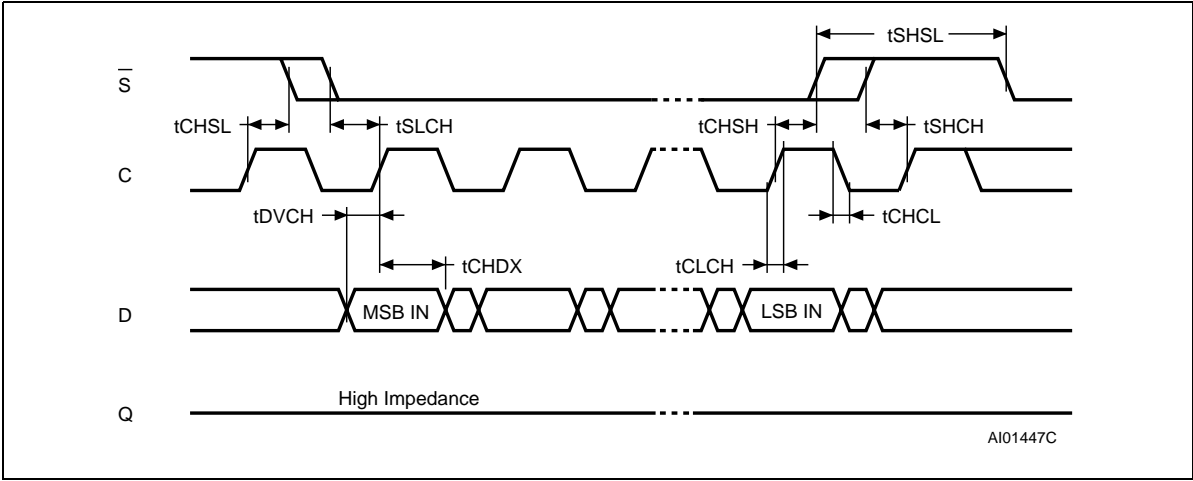 tSHSL
S
tCHSL
tSLCH
tCHSH
tSHCH
C
tDVCH
tCHCL
tCHDX
tCLCH
D
MSB IN
LSB IN
High Impedance
Q
AI01447C